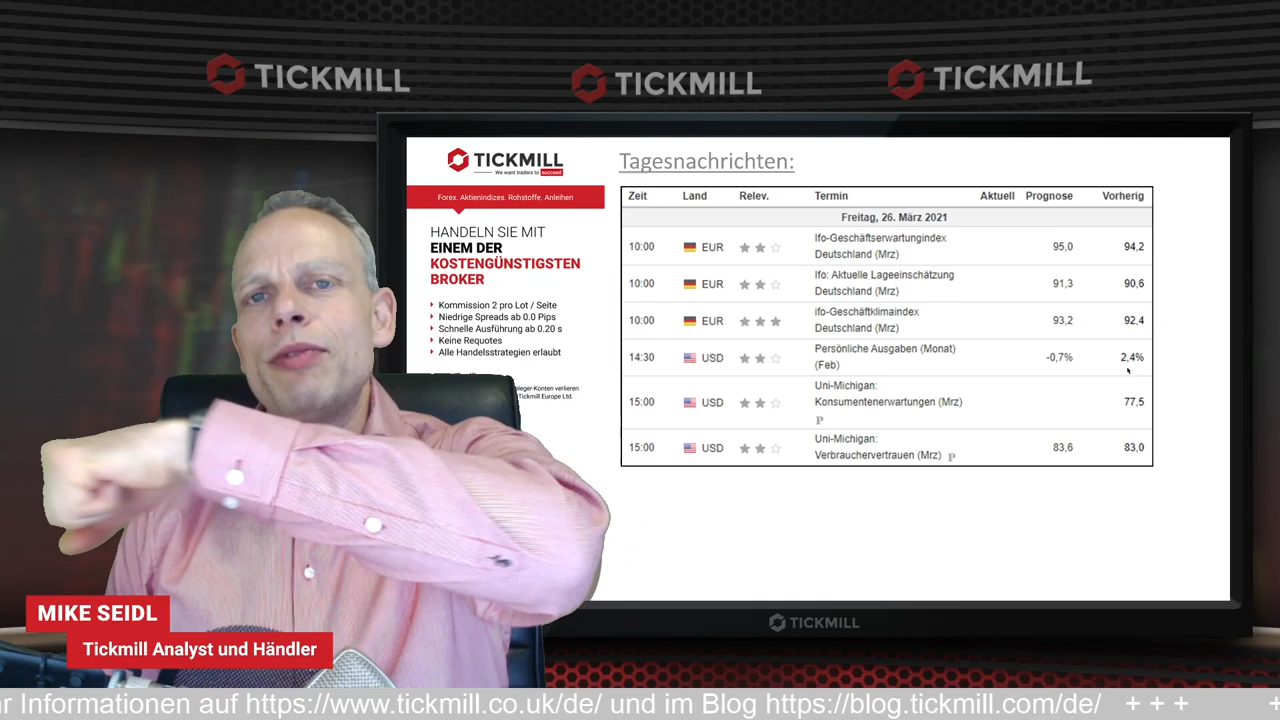 TICKMILL
TICKMILL
TICKMILL
TICKMILL
We want traders to succeed
Forex. Aktienindizes. Rohstoffe. Anleihen
HANDELN SIE MIT
EINEM DER
KOSTENGÜNSTIGSTEN
BROKER
Kommission 2 pro Lot / Seite
Niedrige Spreads ab 0.0 Pips
Schnelle Ausführung ab 0.20 s
Keine Requotes
Alle Handelsstrategien erlaubt
verlieren
Tickmill Europe Ltd.
Tagesnachrichten:
Zeit Land Relev. Termin Aktuell Prognose Vorherig
Freitag, 26. März 2021
10:00 EUR Ifo-Geschäftserwartungindex 95,0 94,2
Deutschland (Mrz)
10:00 EUR Ifo: Aktuelle Lageeinschätzung 91,3 90,6
Deutschland (Mrz)
10:00 EUR ifo-Geschäftsklimaindex 93,2 92,4
Deutschland (Mrz)
14:30 USD Persönliche Ausgaben (Monat) -0,7% 2,4%
(Feb)
15:00 USD Uni-Michigan: 77,5
Konsumentenerwartungen (Mrz)
P
15:00 USD Uni-Michigan: 83,6 83,0
Verbrauchervertrauen (Mrz) P
TICKMILL
MIKE SEIDL
Tickmill Analyst und Händler
Informationen auf https://www.tickmill.co.uk/de/ und im Blog https://blog.tickmill.com/de/ + + +